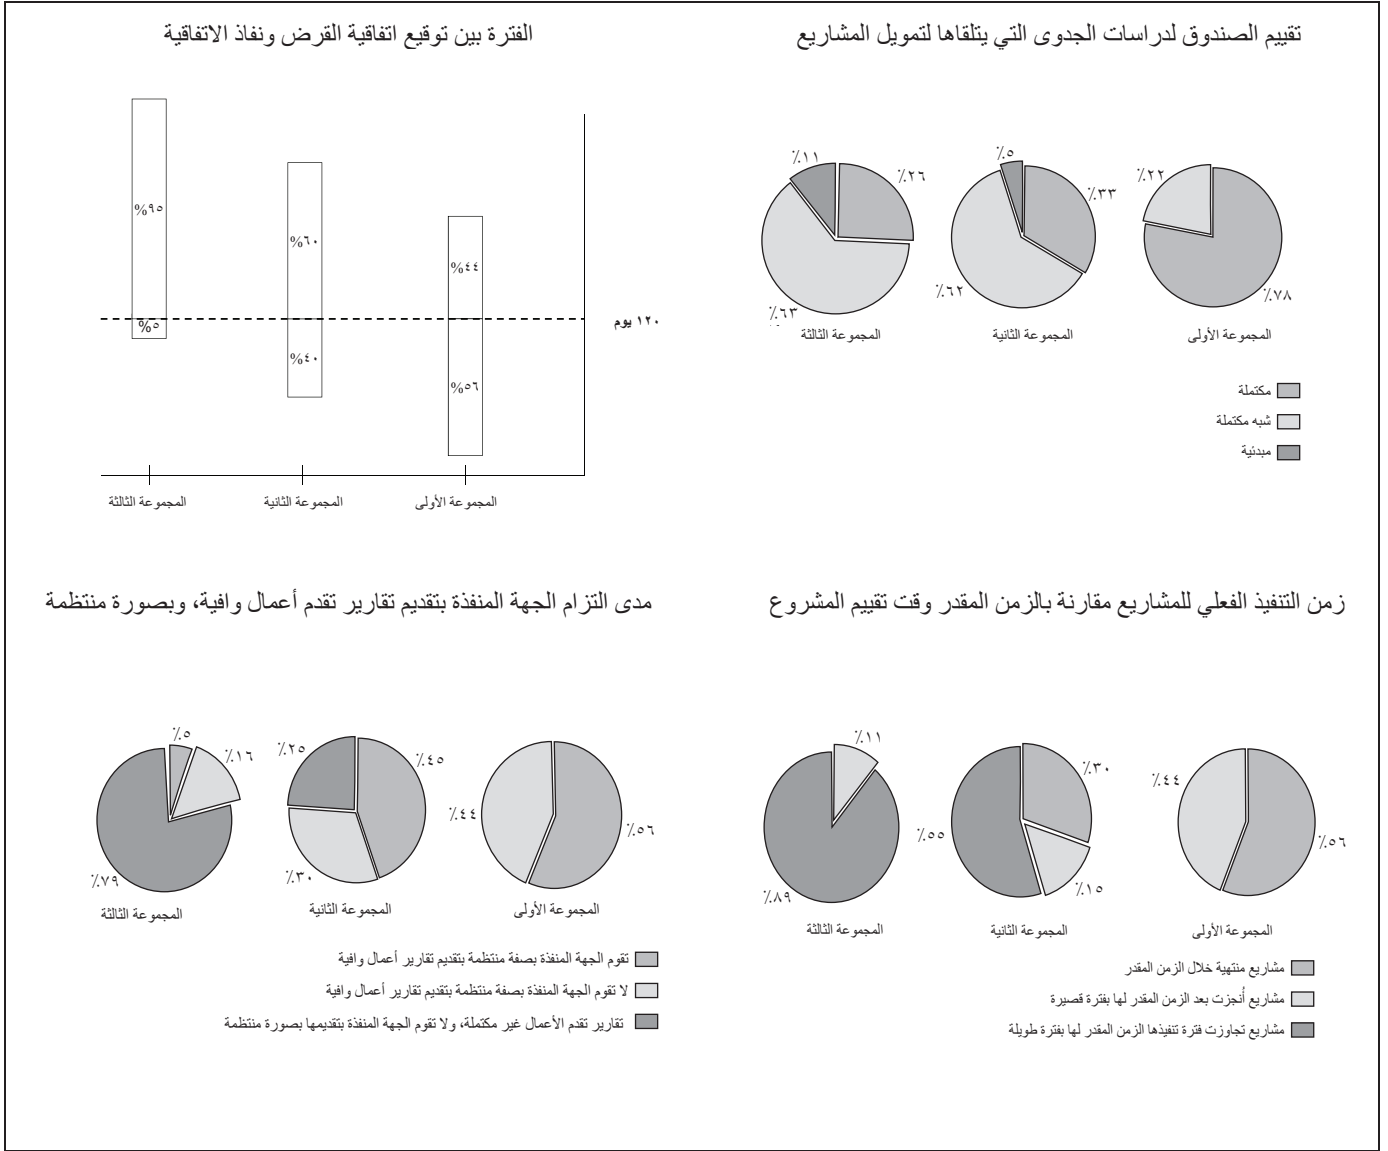 تقييم الصندوق لدراسات الجدوى التي يتلقاها لتمويل المشاريع
٪٢٢
٪٧٨
المجموعة الأولى
٪٥
٪٣٣
٪٦٢
المجموعة الثانية
٪١١
٪٢٦
٪٦٣
المجموعة الثالثة
مكتملة
شبه مكتملة
مبدئية
الفترة بين توقيع اتفاقية القرض ونفاذ الاتفاقية
١٢٠ يوم
%٤٤
%٥٦
%٦٠
%٤٠
%٩٥
%٥
المجموعة الأولى
المجموعة الثانية
المجموعة الثالثة
زمن التنفيذ الفعلي للمشاريع مقارنة بالزمن المقدر وقت تقييم المشروع
٪٤٤
٪٥٦
المجموعة الأولى
٪٣٠
٪٥٥
٪١٥
المجموعة الثانية
٪١١
٪٨٩
المجموعة الثالثة
مشاريع منتهية خلال الزمن المقدر
مشاريع أُنجزت بعد الزمن المقدر لها بفترة قصيرة
مشاريع تجاوزت فترة تنفيذها الزمن المقدر لها بفترة طويلة
مدى التزام الجهة المنفذة بتقديم تقارير تقدم أعمال وافية، وبصورة منتظمة
٪٤٤
٪٥٦
المجموعة الأولى
٪٢٥
٪٤٥
٪٣٠
المجموعة الثانية
٪٥
٪١٦
٪٧٩
المجموعة الثالثة
تقوم الجهة المنفذة بصفة منتظمة بتقديم تقارير أعمال وافية
لا تقوم الجهة المنفذة بصفة منتظمة بتقديم تقارير أعمال وافية
تقارير تقدم الأعمال غير مكتملة، ولا تقوم الجهة المنفذة بتقديمها بصورة منتظمة